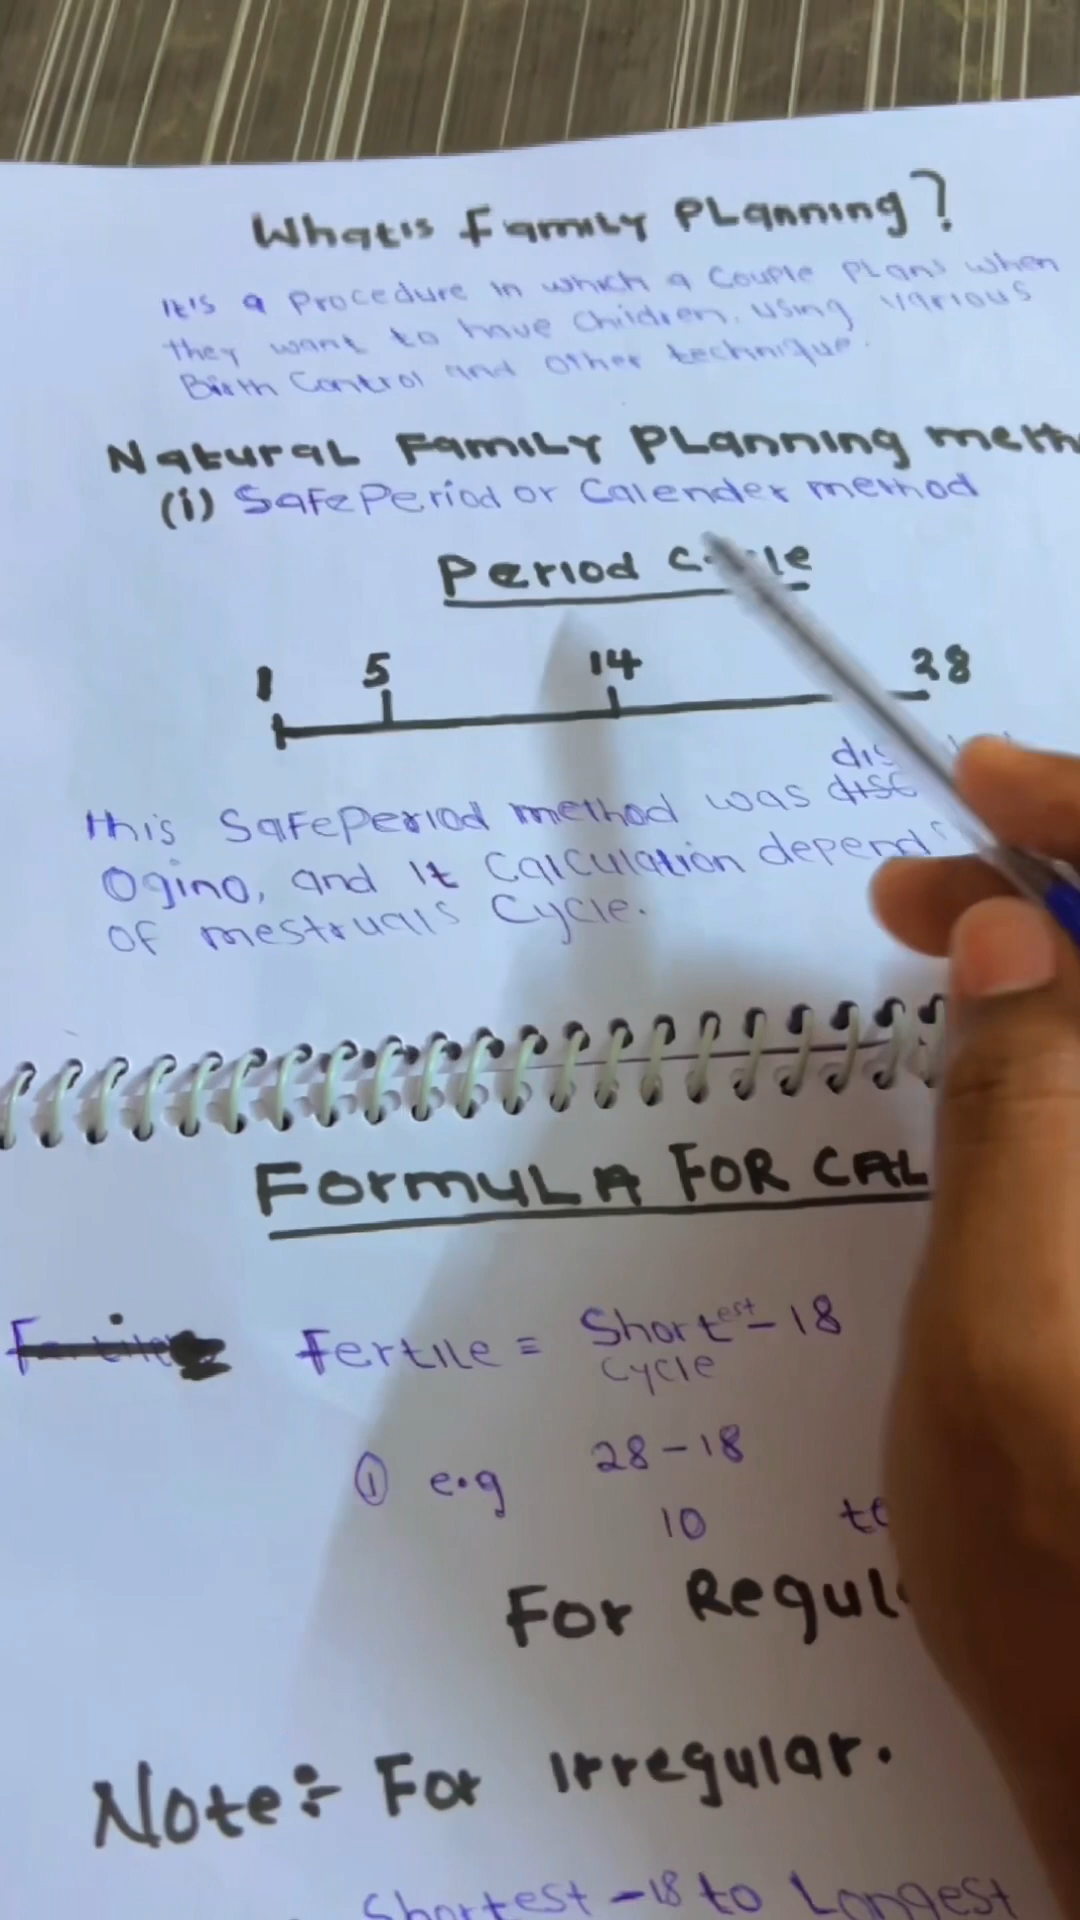 What is Family Planning?
It's a Procedure in which a Couple Plans when
they want to have Children. Using various
Birth Control and Other technique.
Natural Family Planning meth
(i) Safe Period or Calender method
Period
1 5 14 28
this SafePeriod method was
Ogino, and it Calculation depend
of mestruals Cycle.
FORMULA FOR CAL
Fertile = Shortest - 18
Cycle
① e.g 28 - 18
10 to
For Regul
Note:- For Irregular.
Shortest - 18 to Longest